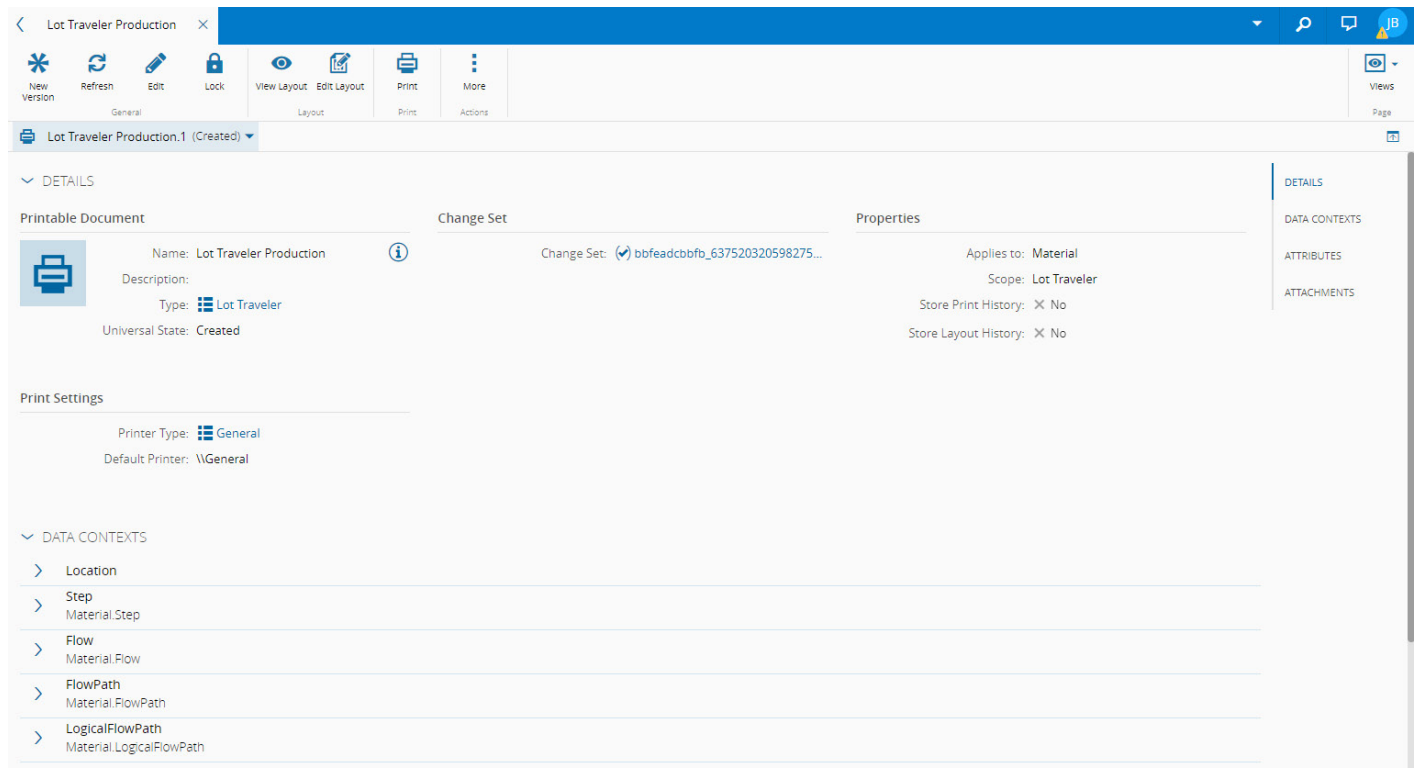 Lot Traveler Production
JB
New Version
Refresh
Edit
Lock
View Layout
Edit Layout
Print
More
Views
General
Layout
Print
Actions
Page
Lot Traveler Production.1 (Created)
DETAILS
Printable Document
Name: Lot Traveler Production
Description:
Type: Lot Traveler
Universal State: Created
Change Set
Change Set: bbfeadcbbfb_637520320598275...
Properties
Applies to: Material
Scope: Lot Traveler
Store Print History: No
Store Layout History: No
Print Settings
Printer Type: General
Default Printer: \\General
DATA CONTEXTS
Location
Step
Material.Step
Flow
Material.Flow
FlowPath
Material.FlowPath
LogicalFlowPath
Material.LogicalFlowPath
DETAILS
DATA CONTEXTS
ATTRIBUTES
ATTACHMENTS